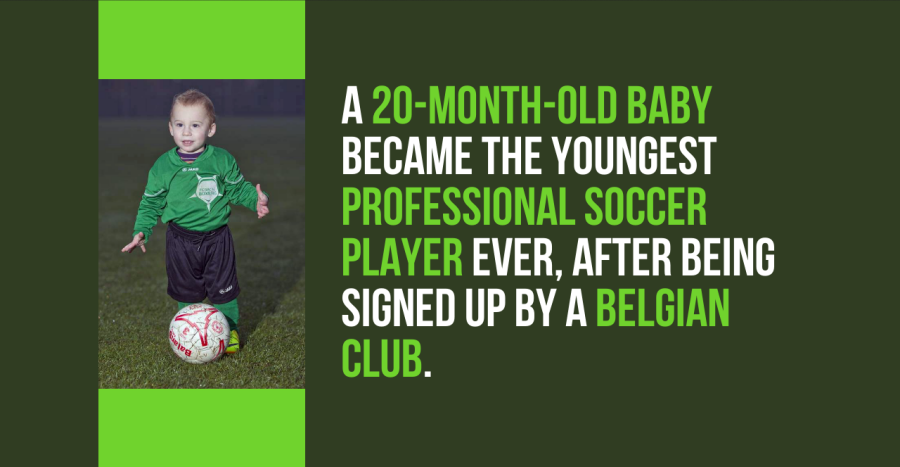 A 20-MONTH-OLD BABY
BECAME THE YOUNGEST
PROFESSIONAL SOCCER
PLAYER EVER, AFTER BEING
SIGNED UP BY A BELGIAN
CLUB.